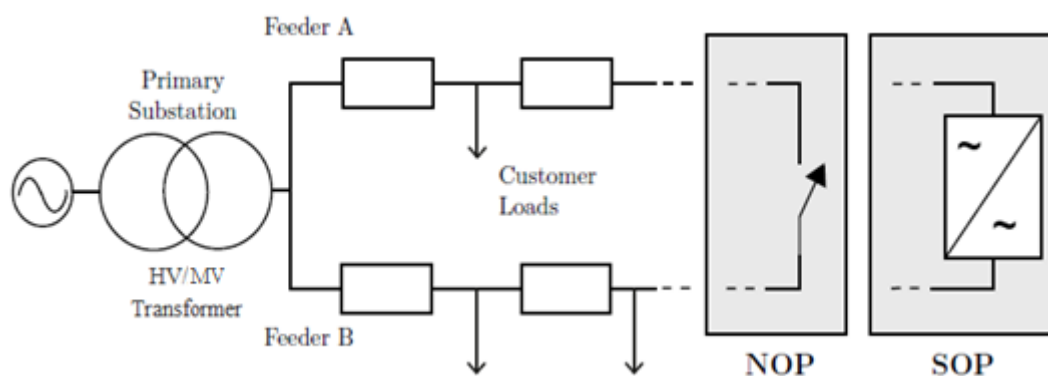 Feeder A
Primary
Substation
Customer
Loads
HV/MV
Transformer
Feeder B
~
~
NOP
SOP